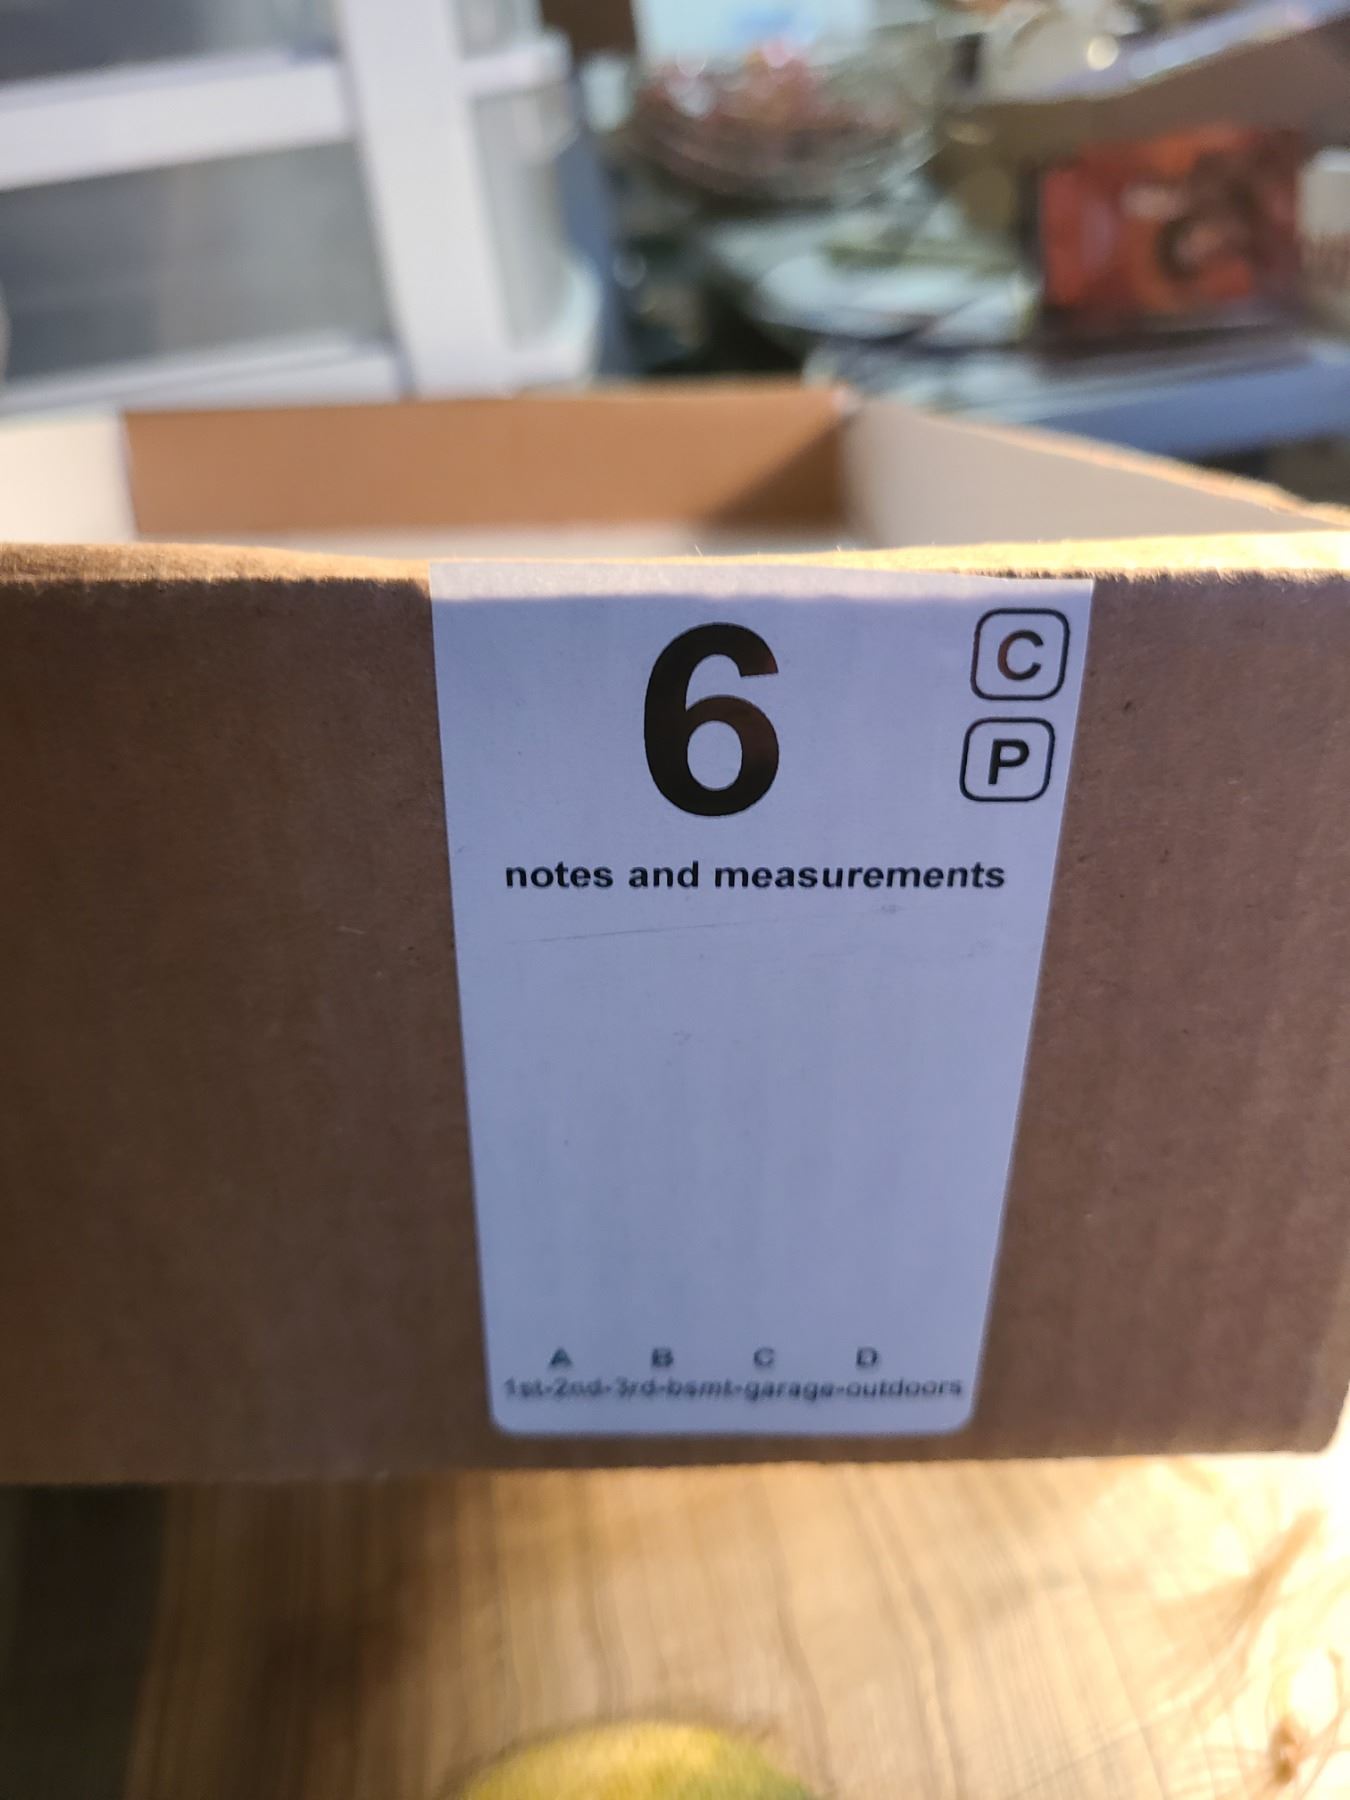 6
C
P
notes and measurements
A B C D
1st-2nd-3rd-bsmt-garage-outdoors